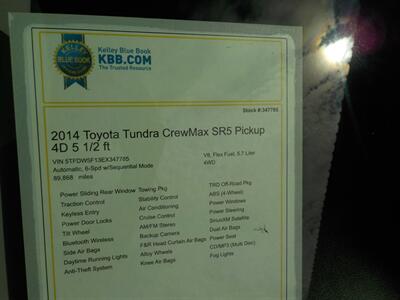 KELLEY
BLUE BOOK
Kelley Blue Book
KBB.COM
The Trusted Resource
Stock #:347785
2014 Toyota Tundra CrewMax SR5 Pickup
4D 5 1/2 ft
VIN 5TFDW5F13EX347785
Automatic, 6-Spd w/Sequential Mode
89,868 miles
V8, Flex Fuel, 5.7 Liter
4WD
Power Sliding Rear Window
Traction Control
Keyless Entry
Power Door Locks
Tilt Wheel
Bluetooth Wireless
Side Air Bags
Daytime Running Lights
Anti-Theft System
Towing Pkg
Stability Control
Air Conditioning
Cruise Control
AM/FM Stereo
Backup Camera
F&R Head Curtain Air Bags
Alloy Wheels
Knee Air Bags
TRD Off-Road Pkg
ABS (4-Wheel)
Power Windows
Power Steering
SiriusXM Satellite
Dual Air Bags
Power Seat
CD/MP3 (Multi Disc)
Fog Lights